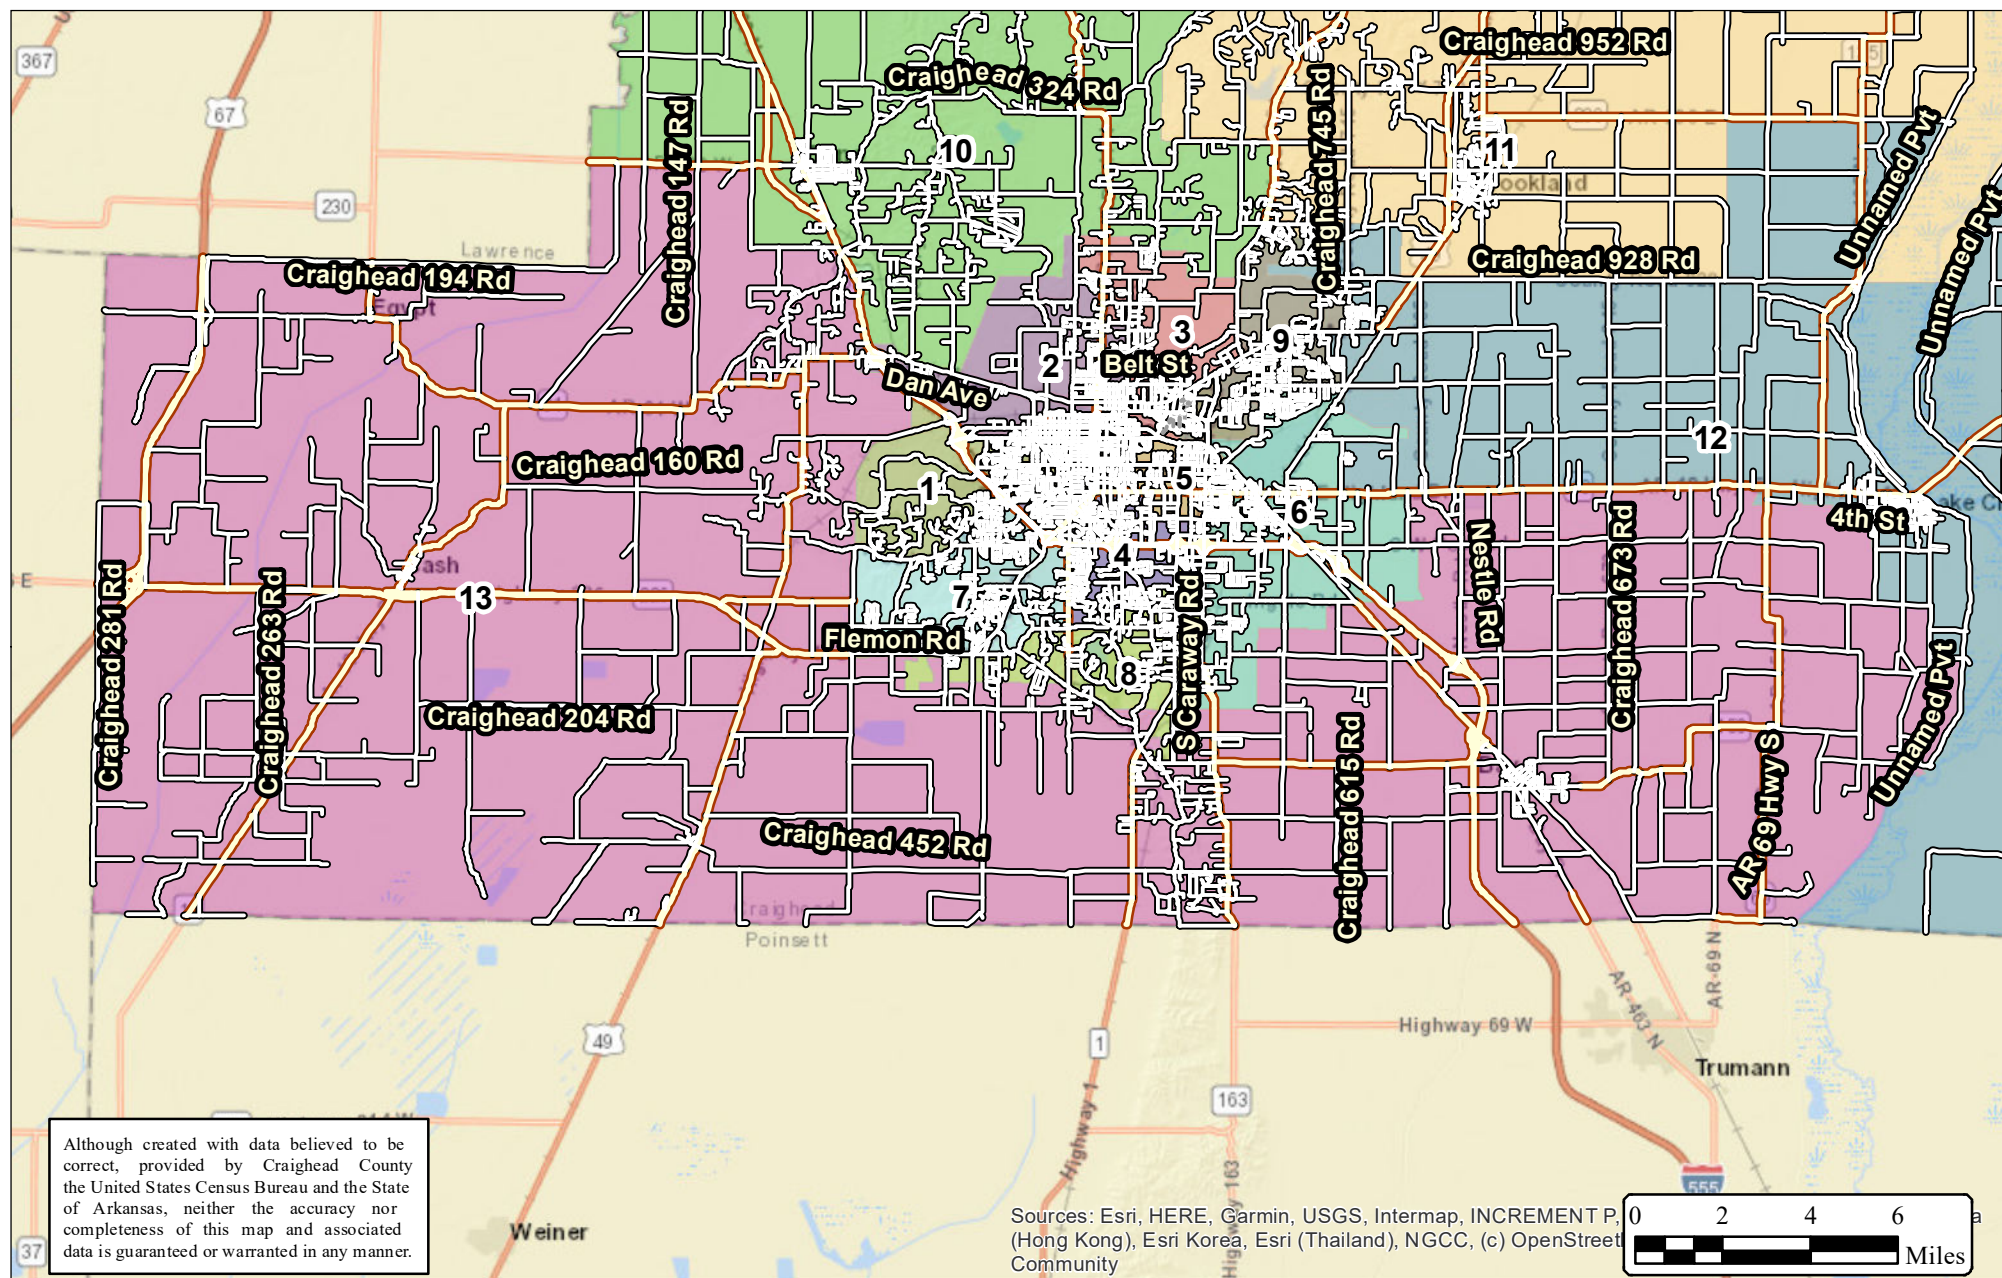 Craighead 952 Rd
367
67
Craighead 324 Rd
Craighead 147 Rd
Craighead 745 Rd
Unnamed Pvt
10
11
ookland
230
Unnamed Pvt
Lawrence
Craighead 194 Rd
Craighead 928 Rd
Egypt
3
9
2
Belt St
Dan Ave
12
Craighead 160 Rd
1
5
6
4th St
ake C
Nestle Rd
Craighead 673 Rd
4
ash
E
13
7
Craighead 281 Rd
Craighead 263 Rd
Flemon Rd
8
S Caraway Rd
Craighead 204 Rd
Unnamed Pvt
Craighead 615 Rd
AR 69 Hwy S
Craighead 452 Rd
Craighead
Poinsett
AR-69 N
AR-463 N
Highway 69 W
49
1
Trumann
163
Highway 1
Highway 163
555
Weiner
37
Although created with data believed to be
correct, provided by Craighead County
the United States Census Bureau and the State
of Arkansas, neither the accuracy nor
completeness of this map and associated
data is guaranteed or warranted in any manner.
Sources: Esri, HERE, Garmin, USGS, Intermap, INCREMENT P,
(Hong Kong), Esri Korea, Esri (Thailand), NGCC, (c) OpenStreet
Community
0 2 4 6
Miles